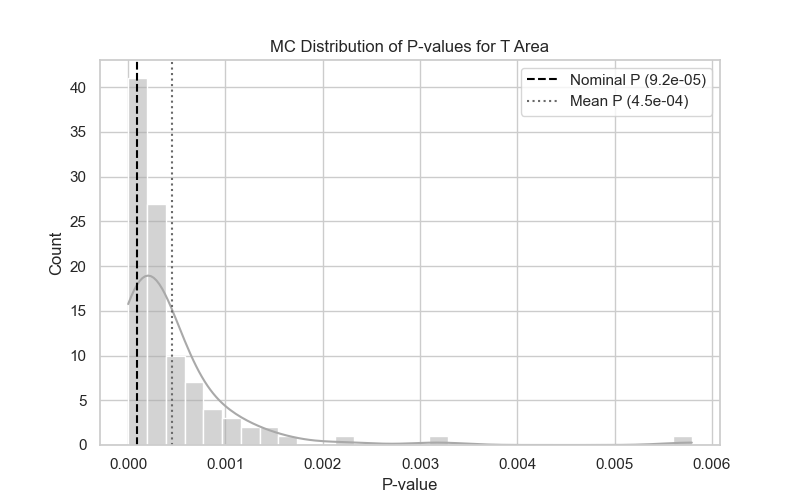 MC Distribution of P-values for T Area
Nominal P (9.2e-05)
Mean P (4.5e-04)
Count
40
35
30
25
20
15
10
5
0
0.000 0.001 0.002 0.003 0.004 0.005 0.006
P-value